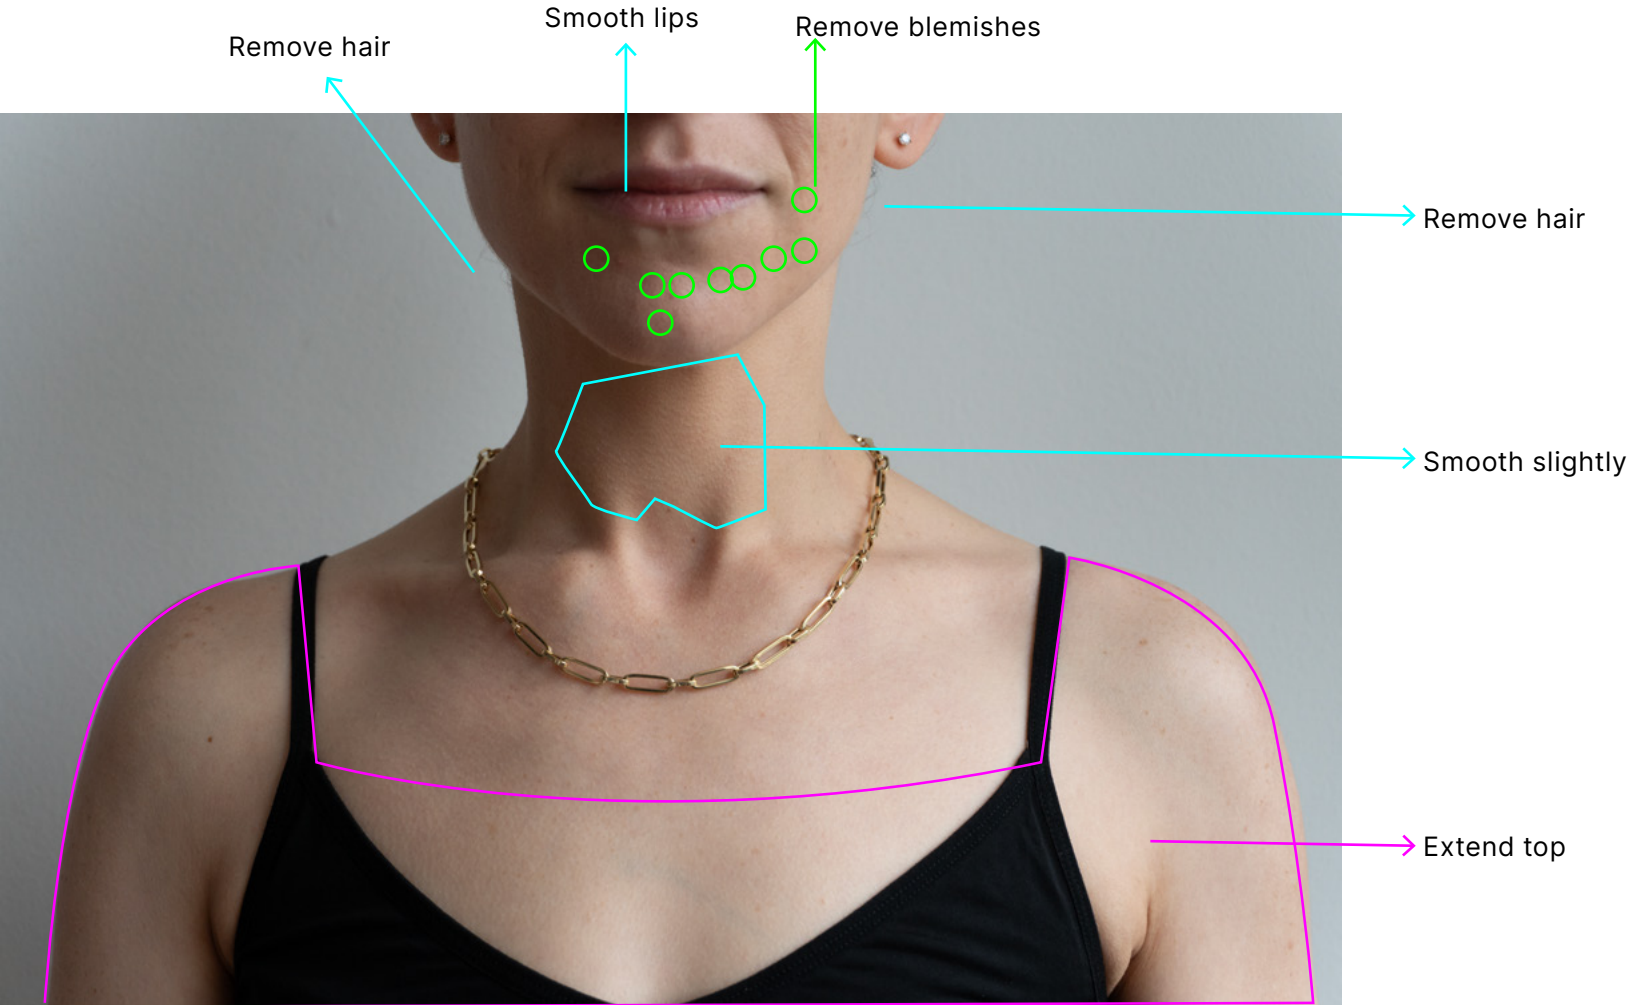 Smooth lips
Remove blemishes
Remove hair
Remove hair
Smooth slightly
Extend top